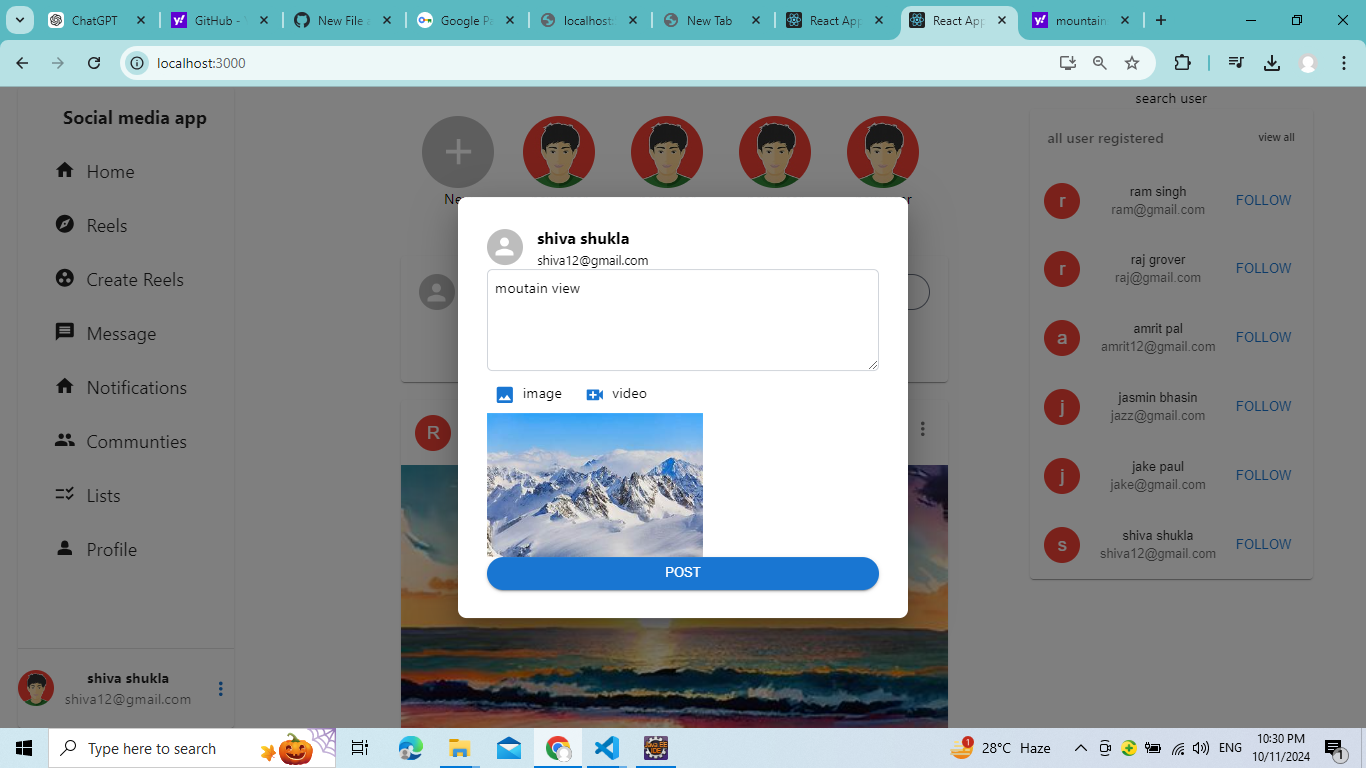 ChatGPT
GitHub - Y
New File a
Google Pa
localhost:
New Tab
React App
React App
mountain
localhost:3000
Social media app
Home
Reels
Create Reels
Message
Notifications
Communties
Lists
Profile
shiva shukla
shiva12@gmail.com
R
shiva shukla
shiva12@gmail.com
moutain view
image
video
POST
search user
all user registered
view all
r
ram singh
ram@gmail.com
FOLLOW
r
raj grover
raj@gmail.com
FOLLOW
a
amrit pal
amrit12@gmail.com
FOLLOW
j
jasmin bhasin
jazz@gmail.com
FOLLOW
j
jake paul
jake@gmail.com
FOLLOW
s
shiva shukla
shiva12@gmail.com
FOLLOW
Type here to search
1
28°C Haze
ENG
10:30 PM
10/11/2024
1